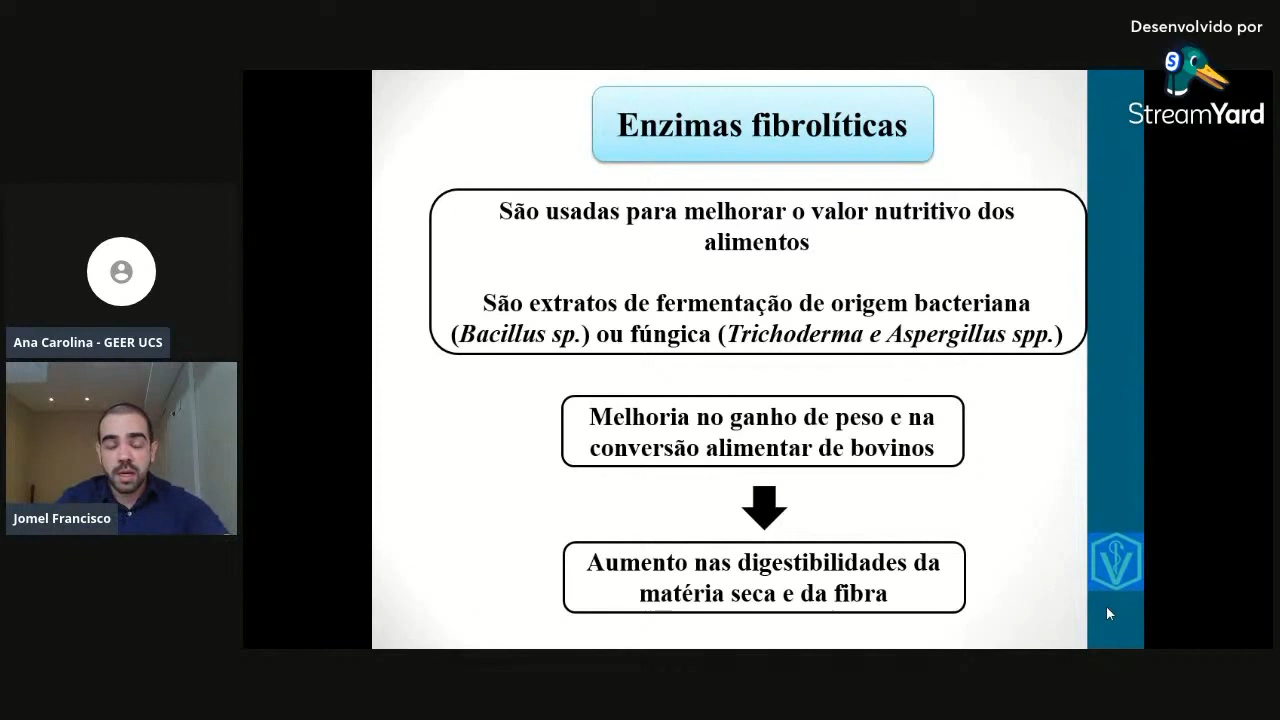 Desenvolvido por
StreamYard
Enzimas fibrolíticas
São usadas para melhorar o valor nutritivo dos
alimentos
São extratos de fermentação de origem bacteriana
(Bacillus sp.) ou fúngica (Trichoderma e Aspergillus spp.)
Melhoria no ganho de peso e na
conversão alimentar de bovinos
Aumento nas digestibilidades da
matéria seca e da fibra
Ana Carolina - GEER UCS
Jomel Francisco